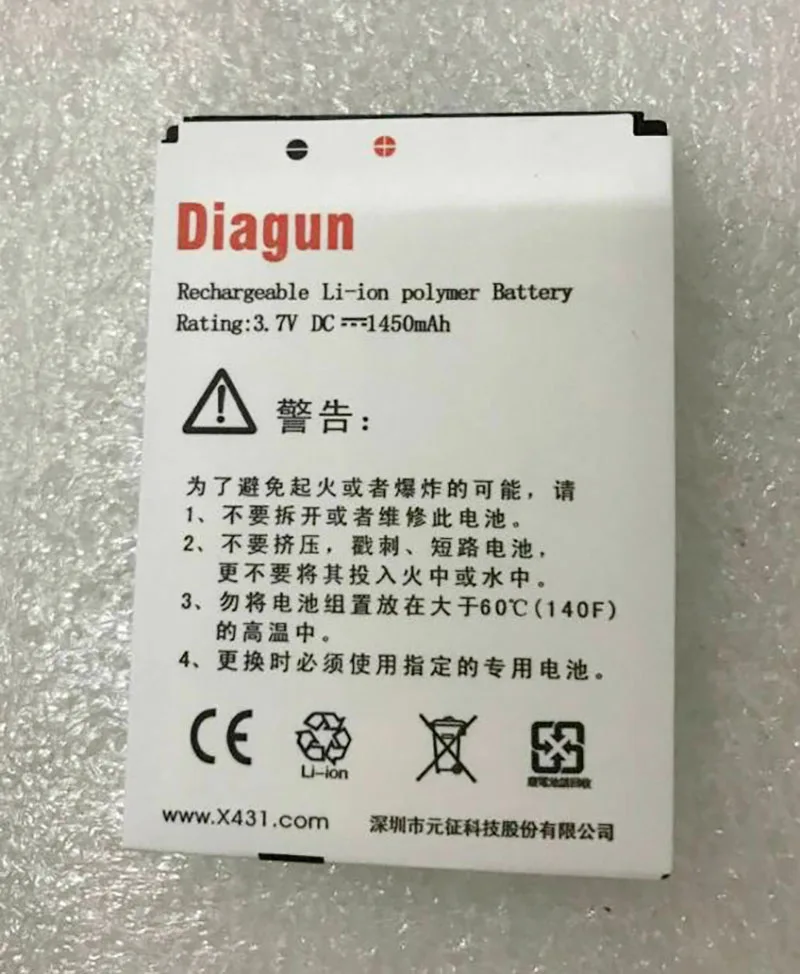 Diagun
Rechargeable Li-ion polymer Battery
Rating:3.7V DC⎓1450mAh
警告：
为了避免起火或者爆炸的可能，请
1、不要拆开或者维修此电池。
2、不要挤压，戳刺、短路电池，
更不要将其投入火中或水中。
3、勿将电池组置放在大于60℃(140F)
的高温中。
4、更换时必须使用指定的专用电池。
CE
Li-ion
廢電池請回收
www.X431.com
深圳市元征科技股份有限公司